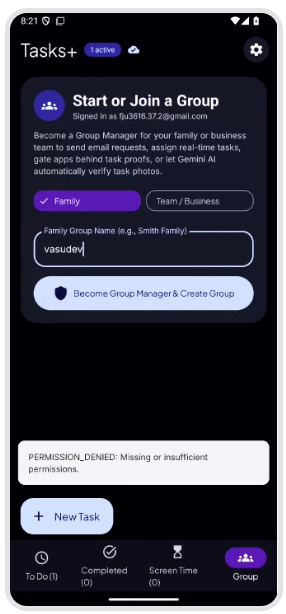 8:21
Tasks+ 1 active
Start or Join a Group
Signed in as fju3616.37.2@gmail.com
Become a Group Manager for your family or business
team to send email requests, assign real-time tasks,
gate apps behind task proofs, or let Gemini AI
automatically verify task photos.
Family Team / Business
Family Group Name (e.g., Smith Family)
vasudev
Become Group Manager & Create Group
PERMISSION_DENIED: Missing or insufficient
permissions.
+ New Task
To Do (1) Completed (0) Screen Time (0) Group